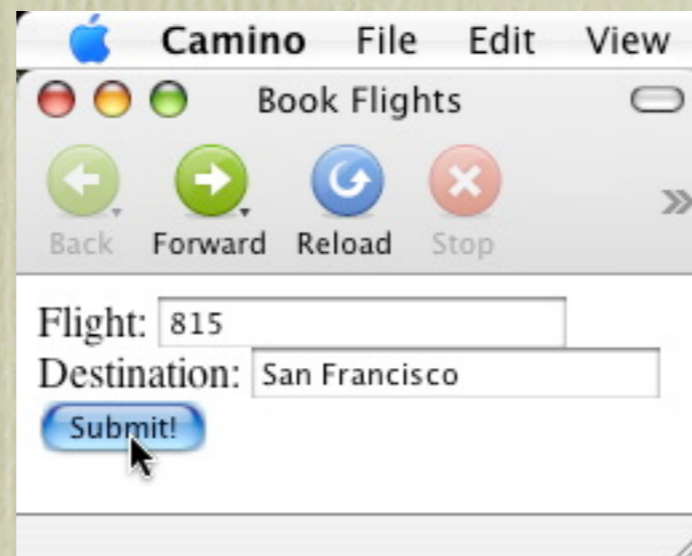 Camino File Edit View
Book Flights
Back Forward Reload Stop
Flight: 815
Destination: San Francisco
Submit!